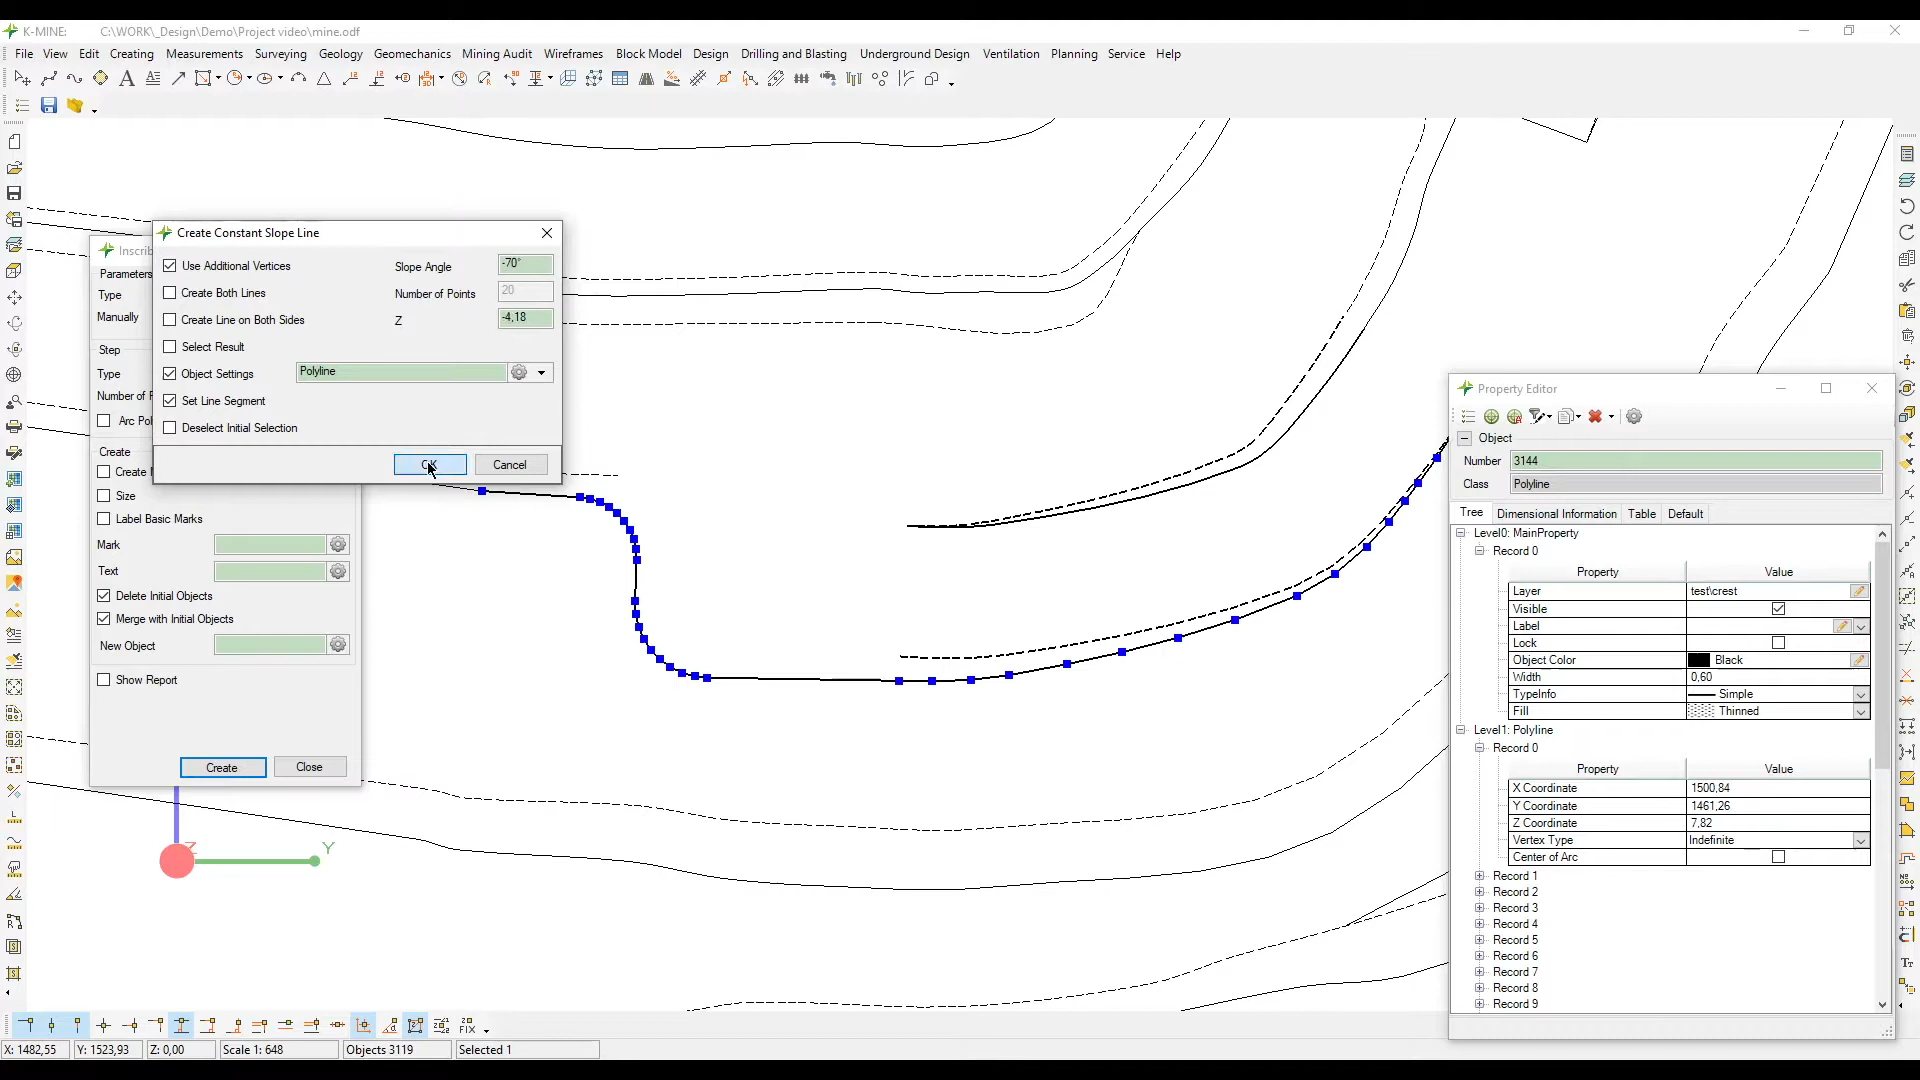 K-MINE: C:\WORK\_Design\Demo\Project video\mine.odf
File View Edit Creating Measurements Surveying Geology Geomechanics Mining Audit Wireframes Block Model Design Drilling and Blasting Underground Design Ventilation Planning Service Help
Create Constant Slope Line
Use Additional Vertices Slope Angle -70°
Create Both Lines Number of Points 20
Create Line on Both Sides Z -4,18
Select Result
Object Settings Polyline
Set Line Segment
Deselect Initial Selection
OK Cancel
Inscrib
Parameters
Type
Manually
Step
Type
Number of
Arc Pol
Create
Create
Size
Label Basic Marks
Mark
Text
Delete Initial Objects
Merge with Initial Objects
New Object
Show Report
Create Close
Z Y
Property Editor
Object
Number 3144
Class Polyline
Tree Dimensional Information Table Default
Level0: MainProperty
Record 0
Property Value
Layer test\crest
Visible
Label
Lock
Object Color Black
Width 0,60
TypeInfo Simple
Fill Thinned
Level1: Polyline
Record 0
Property Value
X Coordinate 1500,84
Y Coordinate 1461,26
Z Coordinate 7,82
Vertex Type Indefinite
Center of Arc
Record 1
Record 2
Record 3
Record 4
Record 5
Record 6
Record 7
Record 8
Record 9
FIX
X: 1482,55 Y: 1523,93 Z: 0,00 Scale 1: 648 Objects 3119 Selected 1